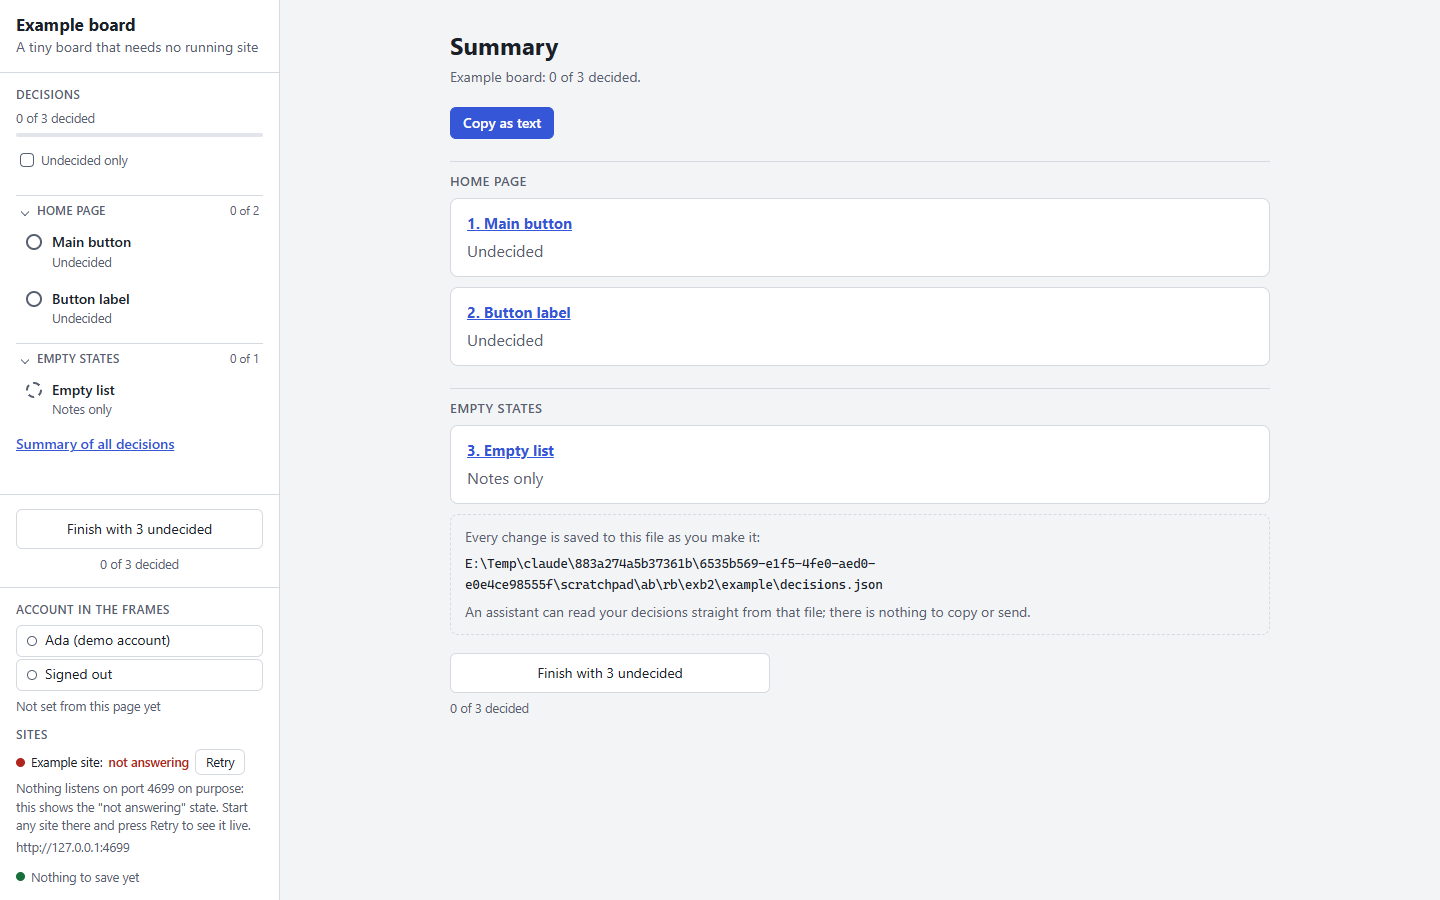 Example board
A tiny board that needs no running site
DECISIONS
0 of 3 decided
Undecided only
HOME PAGE 0 of 2
Main button
Undecided
Button label
Undecided
EMPTY STATES 0 of 1
Empty list
Notes only
Summary of all decisions
Finish with 3 undecided
0 of 3 decided
ACCOUNT IN THE FRAMES
Ada (demo account)
Signed out
Not set from this page yet
SITES
Example site: not answering Retry
Nothing listens on port 4699 on purpose:
this shows the "not answering" state. Start
any site there and press Retry to see it live.
http://127.0.0.1:4699
Nothing to save yet
Summary
Example board: 0 of 3 decided.
Copy as text
HOME PAGE
1. Main button
Undecided
2. Button label
Undecided
EMPTY STATES
3. Empty list
Notes only
Every change is saved to this file as you make it:
E:\Temp\claude\883a274a5b37361b\6535b569-e1f5-4fe0-aed0-
e0e4ce98555f\scratchpad\ab\rb\exb2\example\decisions.json
An assistant can read your decisions straight from that file; there is nothing to copy or send.
Finish with 3 undecided
0 of 3 decided